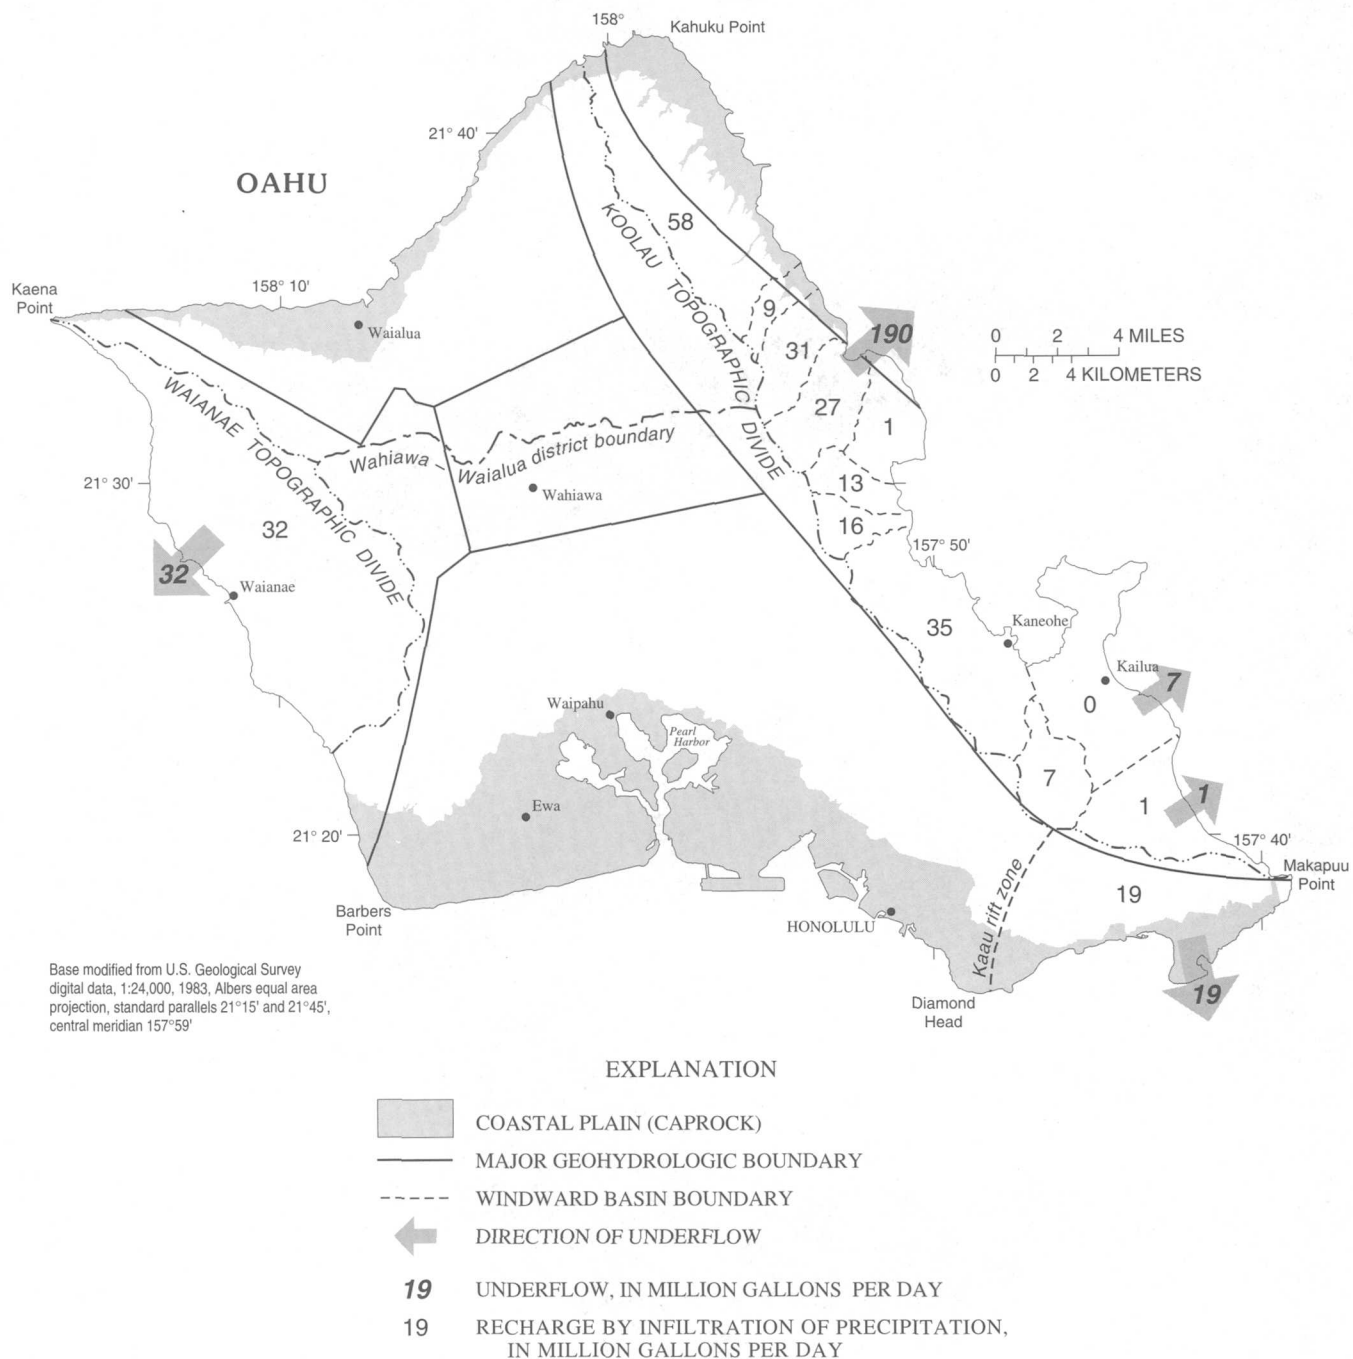 158°
Kahuku Point
21° 40'
OAHU
58
KOOLAU TOPOGRAPHIC DIVIDE
Kaena
Point
158° 10'
Waialua
9
190
31
27
1
0 2 4 MILES
0 2 4 KILOMETERS
WAIANAE TOPOGRAPHIC DIVIDE
Wahiawa – Waialua district boundary
21° 30'
Wahiawa
13
16
32
157° 50'
32
Waianae
35
Kaneohe
Kailua
7
0
Waipahu
Pearl
Harbor
7
1
1
Ewa
21° 20'
157° 40'
Makapuu
Point
Kaau rift zone
19
Barbers
Point
HONOLULU
19
Diamond
Head
Base modified from U.S. Geological Survey
digital data, 1:24,000, 1983, Albers equal area
projection, standard parallels 21°15' and 21°45',
central meridian 157°59'
EXPLANATION
COASTAL PLAIN (CAPROCK)
MAJOR GEOHYDROLOGIC BOUNDARY
WINDWARD BASIN BOUNDARY
DIRECTION OF UNDERFLOW
19 UNDERFLOW, IN MILLION GALLONS PER DAY
19 RECHARGE BY INFILTRATION OF PRECIPITATION,
IN MILLION GALLONS PER DAY